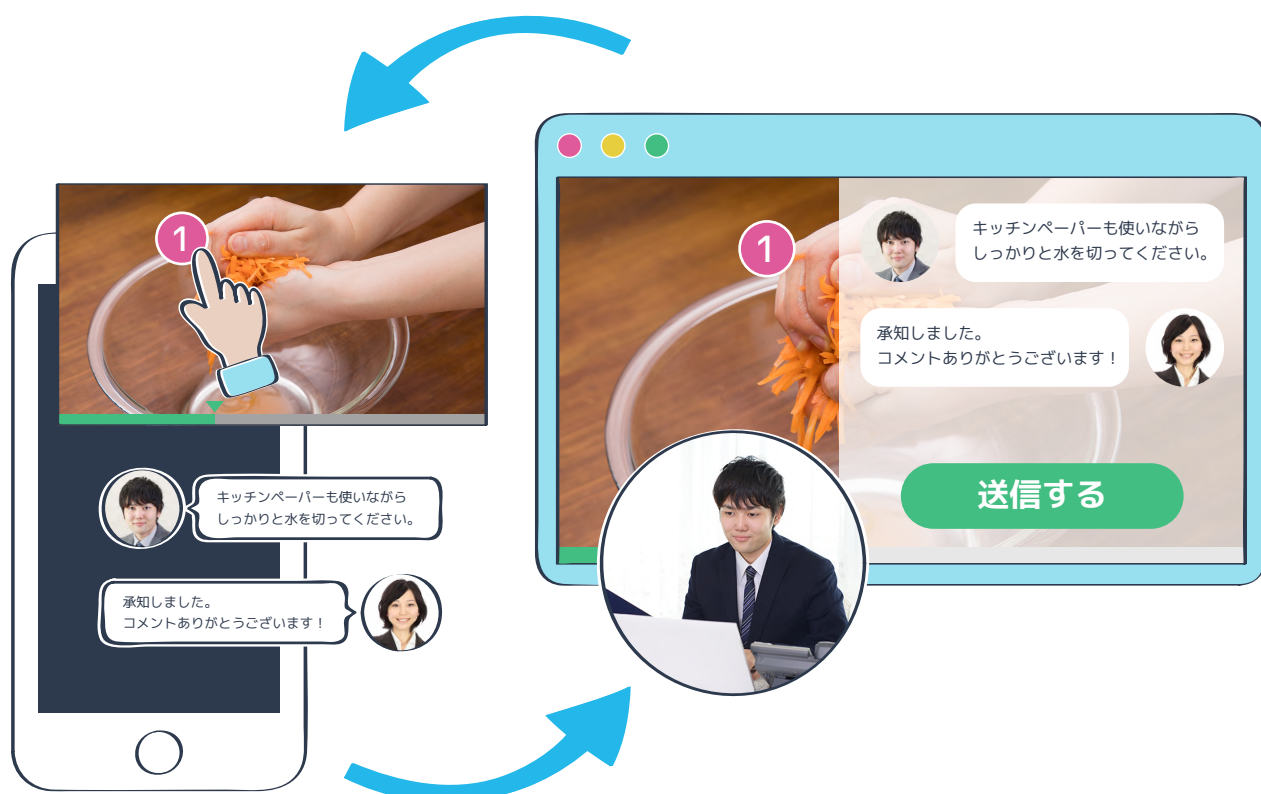 1
キッチンペーパーも使いながら
しっかりと水を切ってください。
承知しました。
コメントありがとうございます！
1
キッチンペーパーも使いながら
しっかりと水を切ってください。
承知しました。
コメントありがとうございます！
送信する